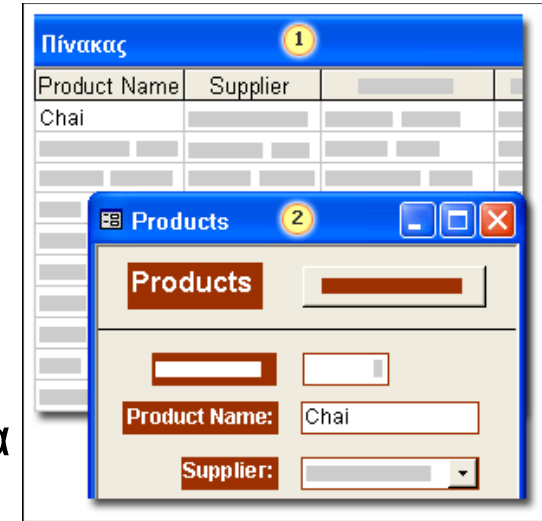 Πίνακας 1
Product Name Supplier
Chai
Products 2
Products
Product Name: Chai
Supplier:
α